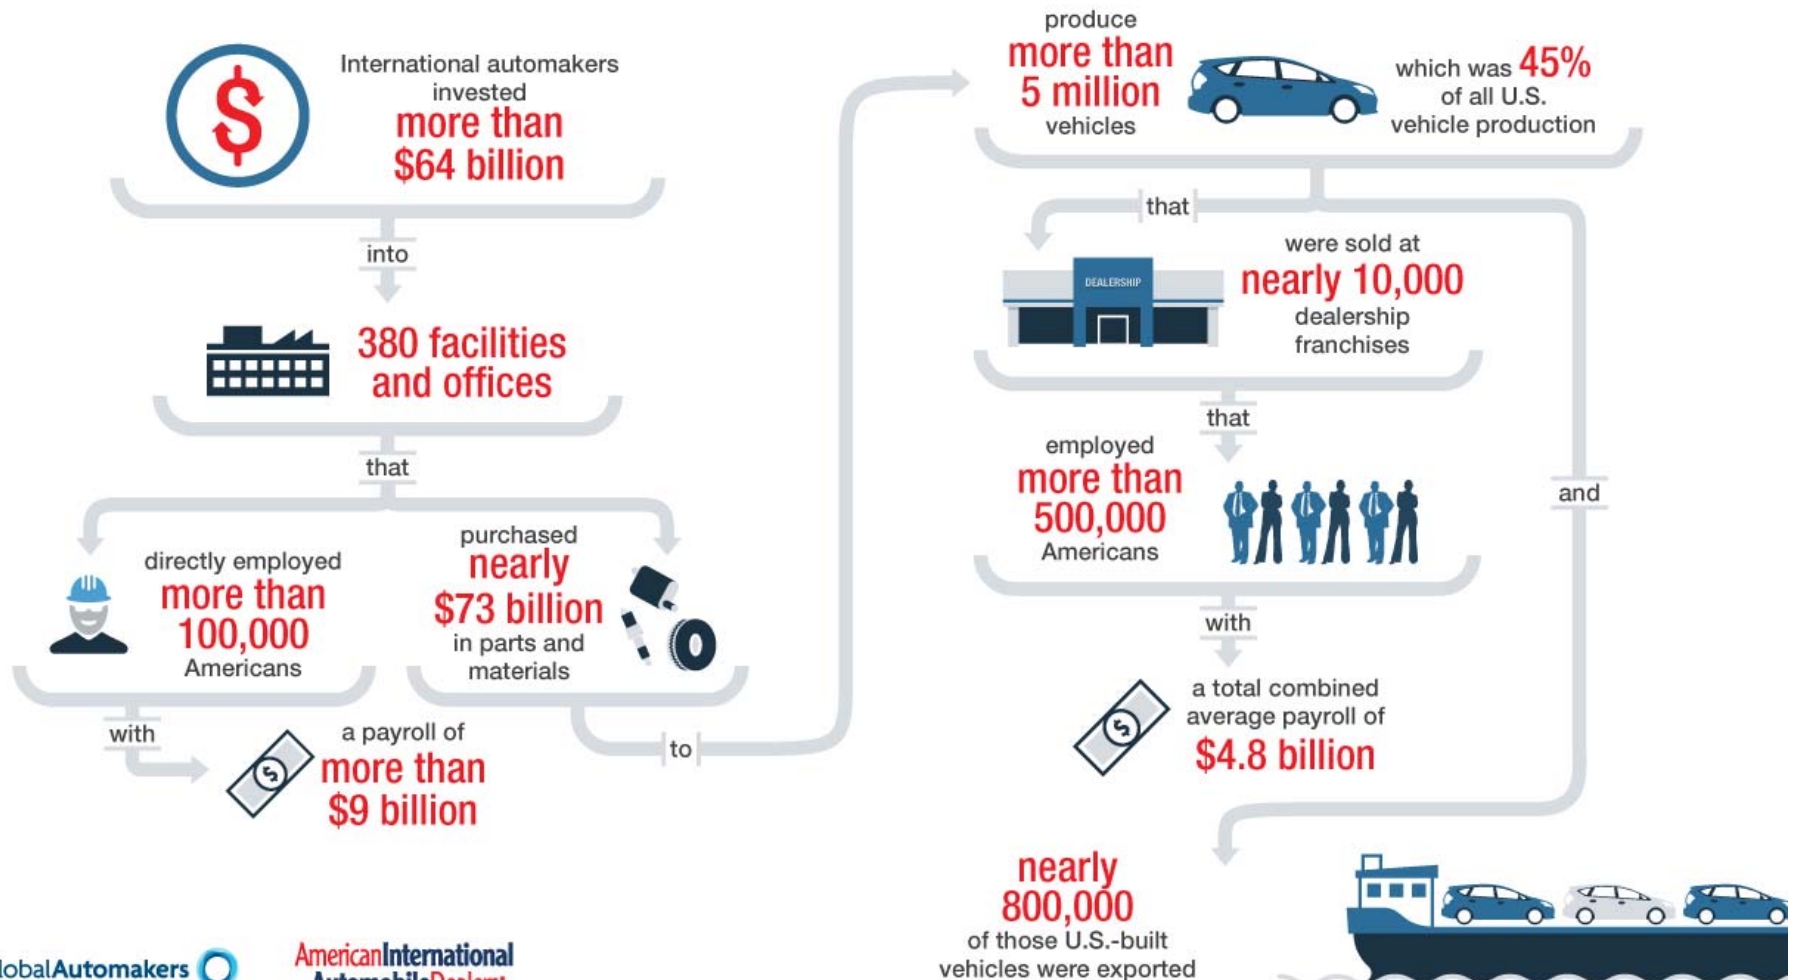 International automakers
invested
more than
$64 billion
into
380 facilities
and offices
that
directly employed
more than
100,000
Americans
with
a payroll of
more than
$9 billion
purchased
nearly
$73 billion
in parts and
materials
to
produce
more than
5 million
vehicles
which was 45%
of all U.S.
vehicle production
that
DEALERSHIP
were sold at
nearly 10,000
dealership
franchises
that
employed
more than
500,000
Americans
with
a total combined
average payroll of
$4.8 billion
and
nearly
800,000
of those U.S.-built
vehicles were exported
lobalAutomakers
AmericanInternational
AutomobileDealers